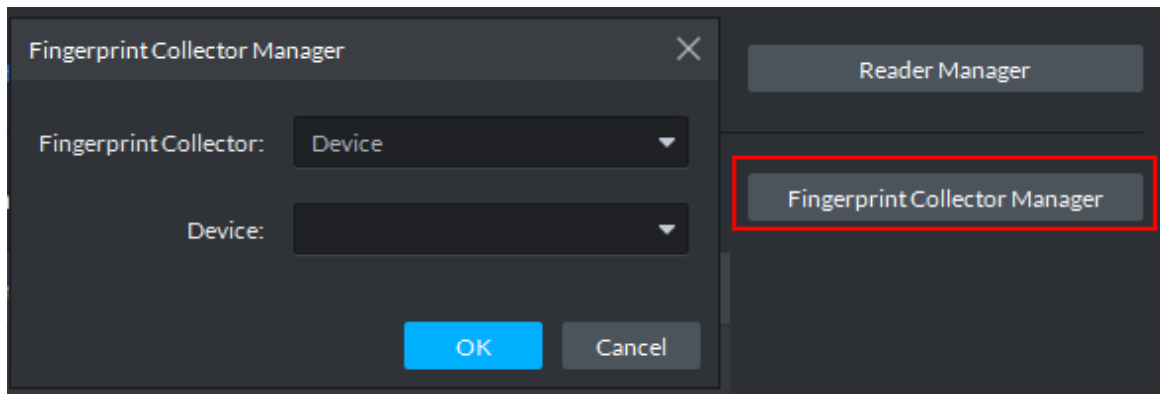 Fingerprint Collector Manager
Fingerprint Collector: Device
Device:
OK Cancel
Reader Manager
Fingerprint Collector Manager